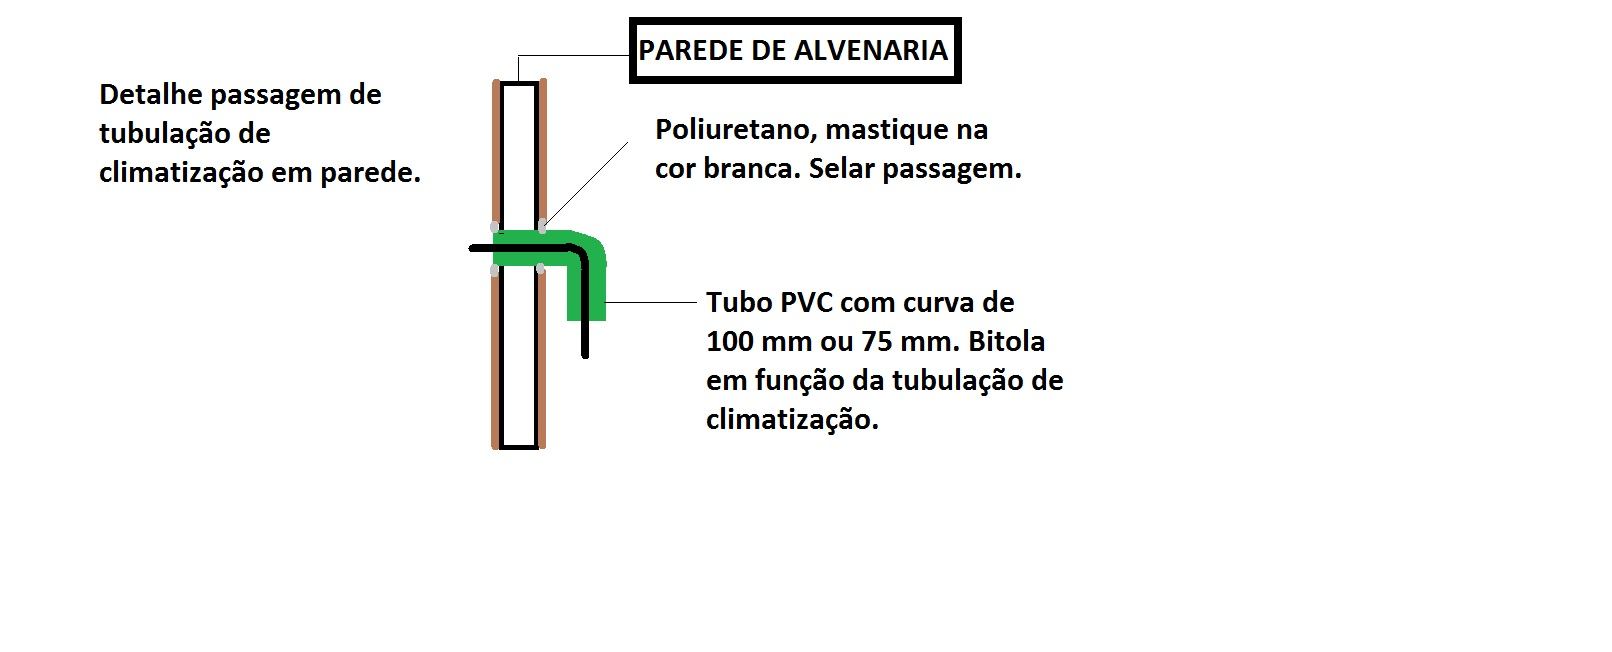 PAREDE DE ALVENARIA
Detalhe passagem de
tubulação de
climatização em parede.
Poliuretano, mastique na
cor branca. Selar passagem.
Tubo PVC com curva de
100 mm ou 75 mm. Bitola
em função da tubulação de
climatização.